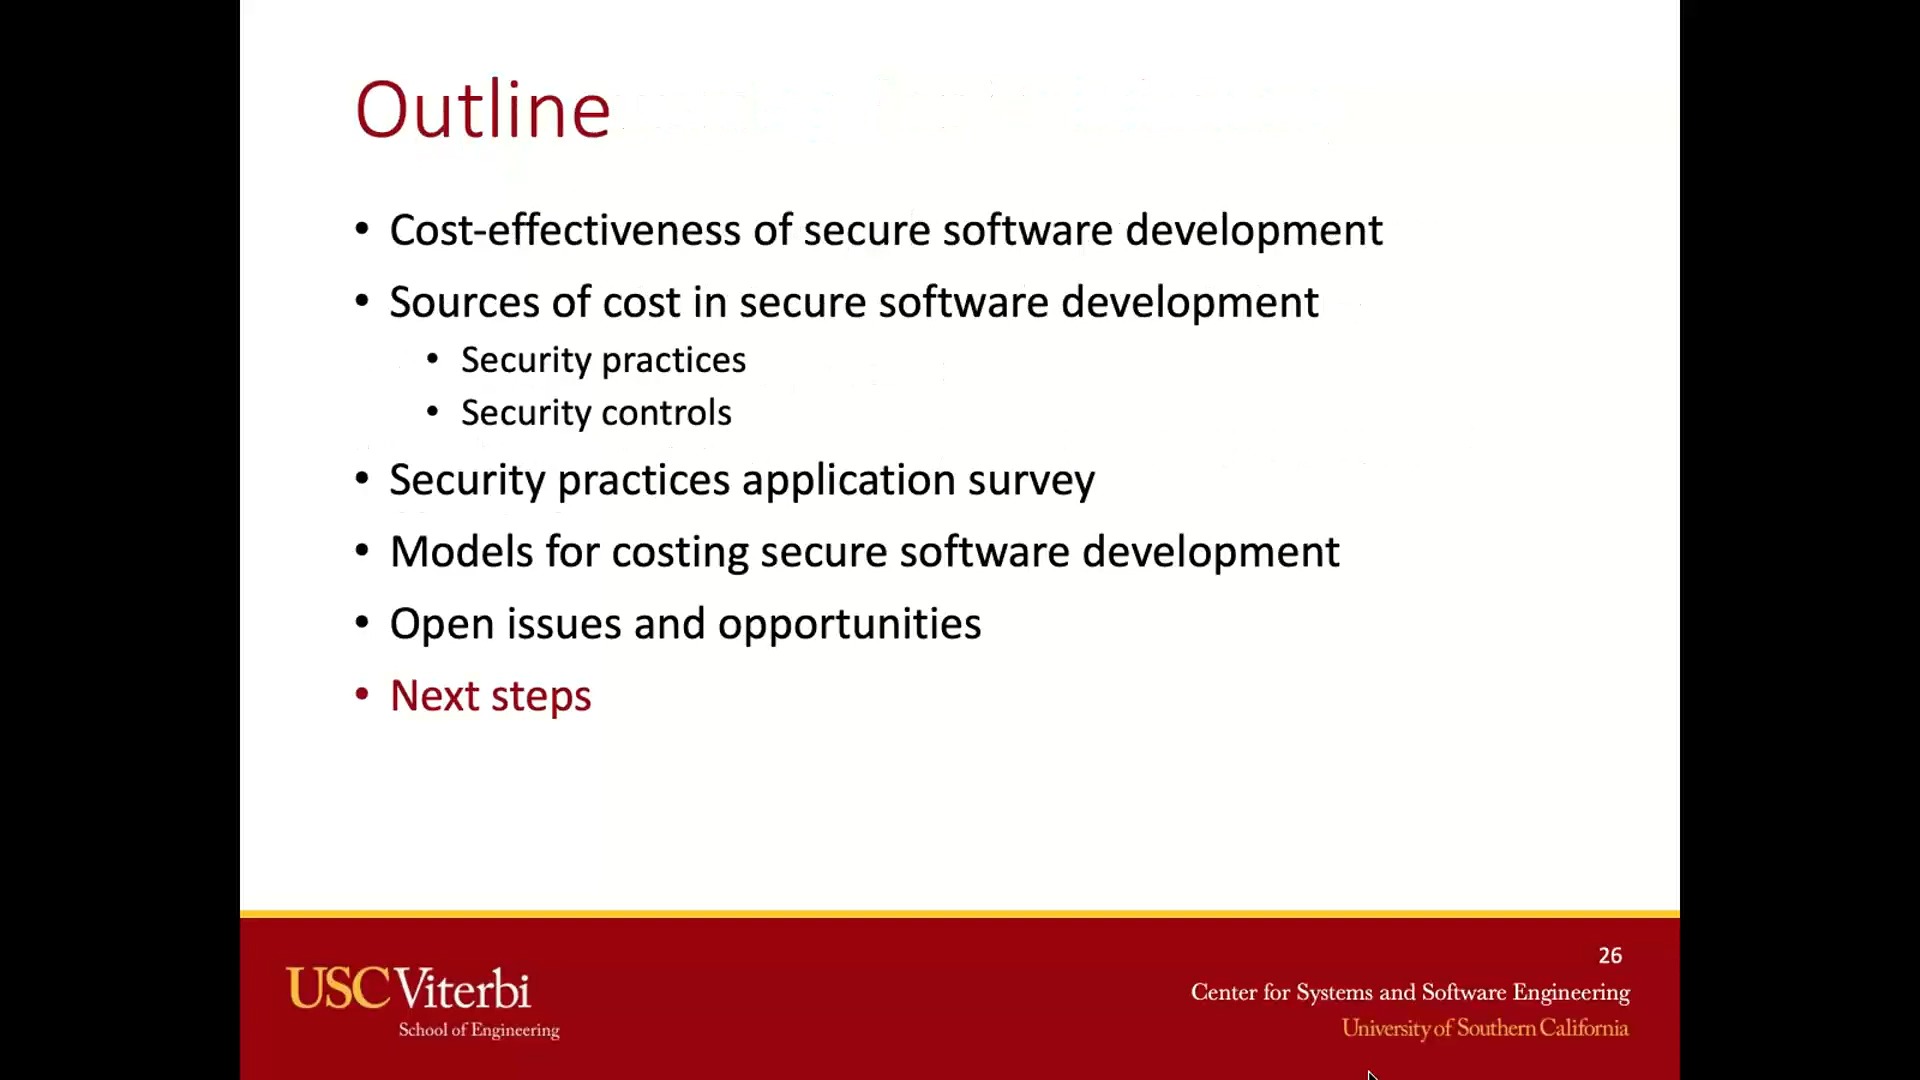 Outline
• Cost-effectiveness of secure software development
• Sources of cost in secure software development
• Security practices
• Security controls
• Security practices application survey
• Models for costing secure software development
• Open issues and opportunities
• Next steps
USC Viterbi
School of Engineering
26
Center for Systems and Software Engineering
University of Southern California